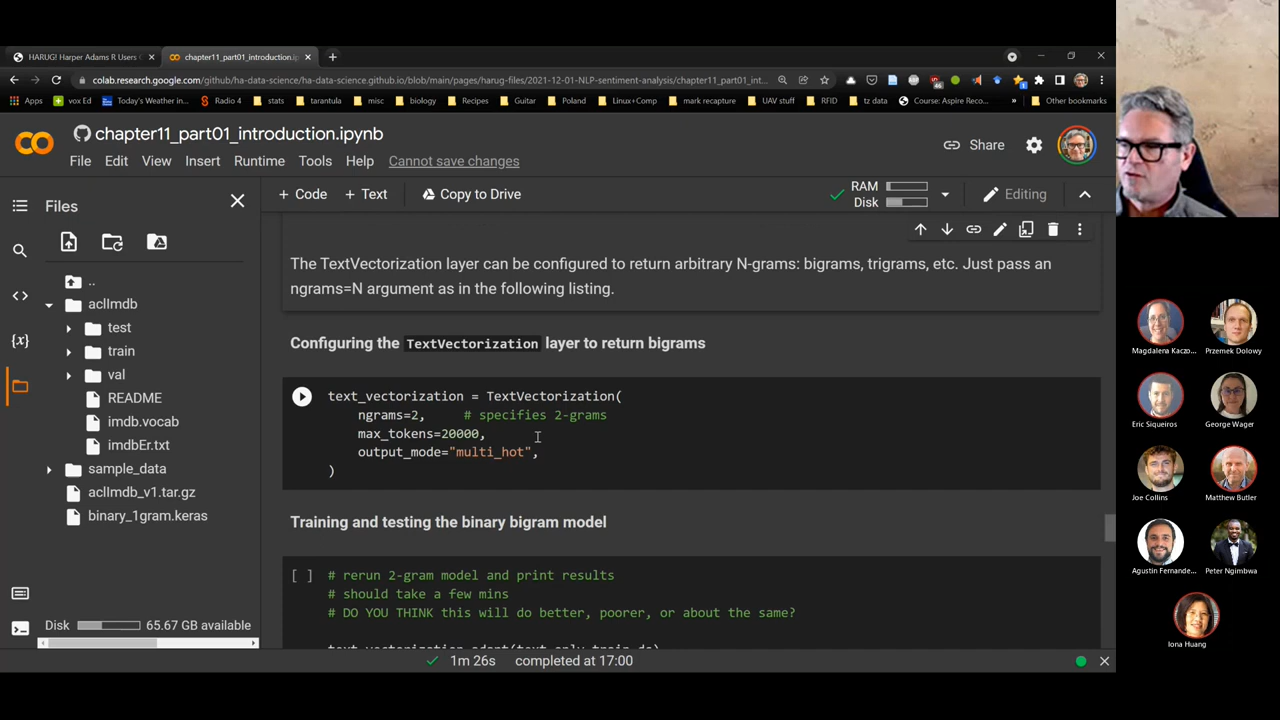 HARUG! Harper Adams R Users
chapter11_part01_introduction.ip
colab.research.google.com/github/ha-data-science/ha-data-science.github.io/blob/main/pages/harug-files/2021-12-01-NLP-sentiment-analysis/chapter11_part01_int...
Apps vox Ed Today's Weather in... Radio 4 stats tarantula misc biology Recipes Guitar Poland Linux+Comp mark recapture UAV suff RFID tz data Course: Aspire Reco... » Other bookmarks
chapter11_part01_introduction.ipynb
Share
File Edit View Insert Runtime Tools Help Cannot save changes
+ Code + Text Copy to Drive
RAM
Disk
Editing
Files
..
aclImdb
test
train
val
README
imdb.vocab
imdbEr.txt
sample_data
aclImdb_v1.tar.gz
binary_1gram.keras
Disk 65.67 GB available
The TextVectorization layer can be configured to return arbitrary N-grams: bigrams, trigrams, etc. Just pass an
ngrams=N argument as in the following listing.
Configuring the TextVectorization layer to return bigrams
text_vectorization = TextVectorization(
ngrams=2, # specifies 2-grams
max_tokens=20000,
output_mode="multi_hot",
)
Training and testing the binary bigram model
[ ] # rerun 2-gram model and print results
# should take a few mins
# DO YOU THINK this will do better, poorer, or about the same?
text_vectorization.adapt(text_only_train_ds)
1m 26s completed at 17:00
Magdalena Kaczo...
Przemek Dolowy
Eric Siqueiros
George Wager
Joe Collins
Matthew Butler
Agustin Fernande...
Peter Ngimbwa
Iona Huang